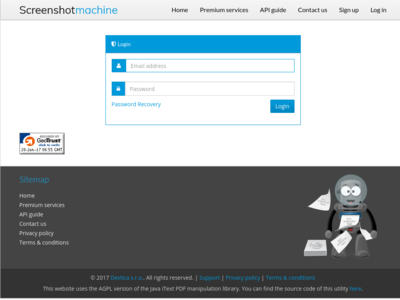 Screenshotmachine
Home Premium services API guide Contact us Sign up Log in
Login
Email address
Password
Password Recovery
Login
GeoTrust
click to verify
28-Jan-17 06:55 GMT
Sitemap
Home
Premium services
API guide
Contact us
Privacy policy
Terms & conditions
© 2017 Devtica s.r.o.. All rights reserved. | Support | Privacy policy | Terms & conditions
This website uses the AGPL version of the Java iText PDF manipulation library. You can find the source code of this utility here.